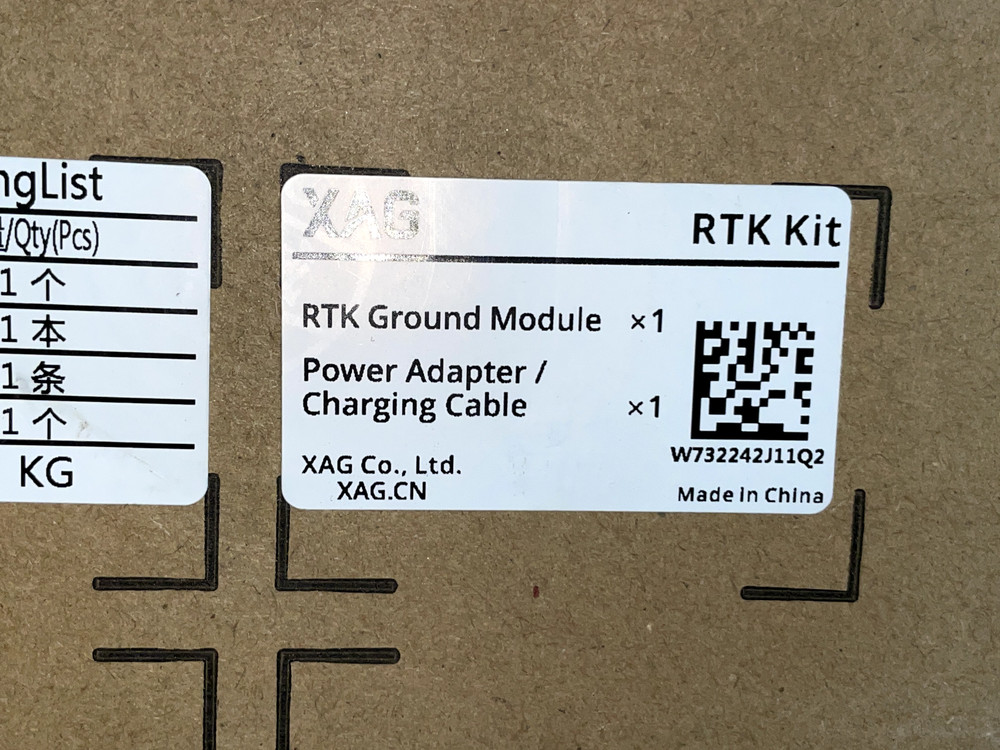 ngList
t/Qty(Pcs)
1 个
1 本
1 条
1 个
KG
XAG
RTK Kit
RTK Ground Module ×1
Power Adapter /
Charging Cable ×1
XAG Co., Ltd.
XAG.CN
W732242J11Q2
Made in China